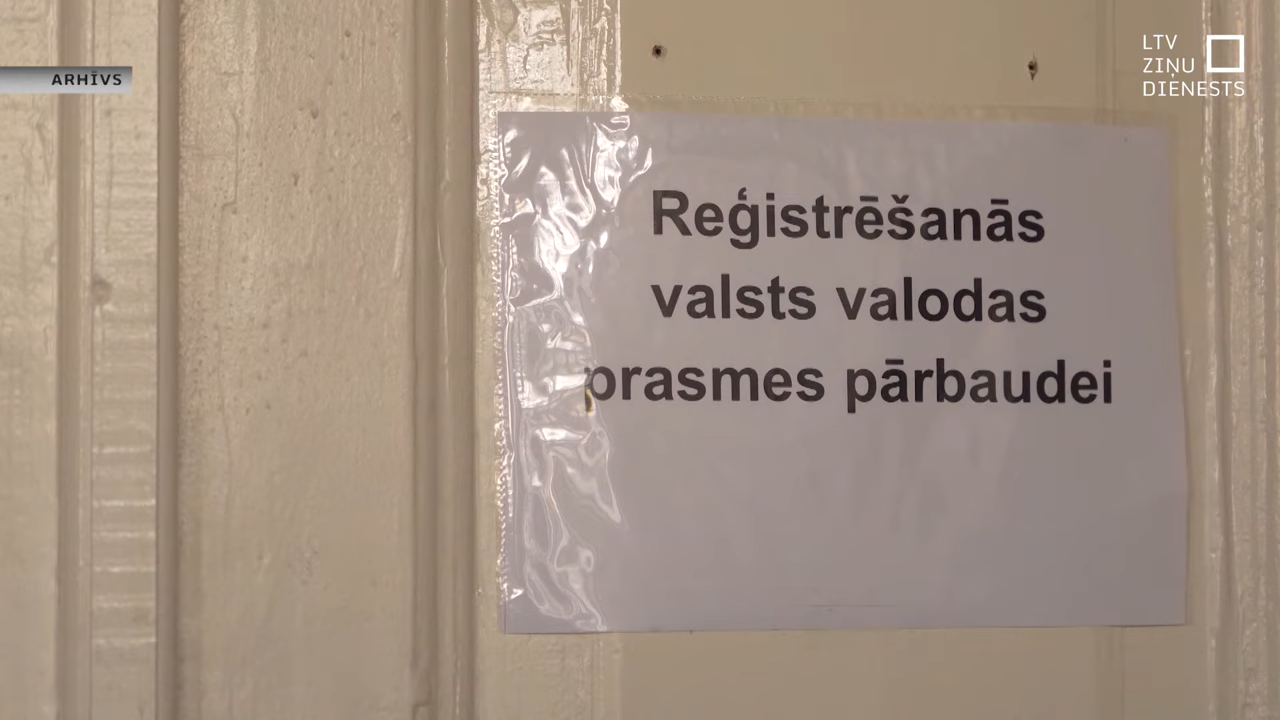 ARHĪVS
LTV
ZIŅU
DIENESTS
Reģistrēšanās
valsts valodas
prasmes pārbaudei